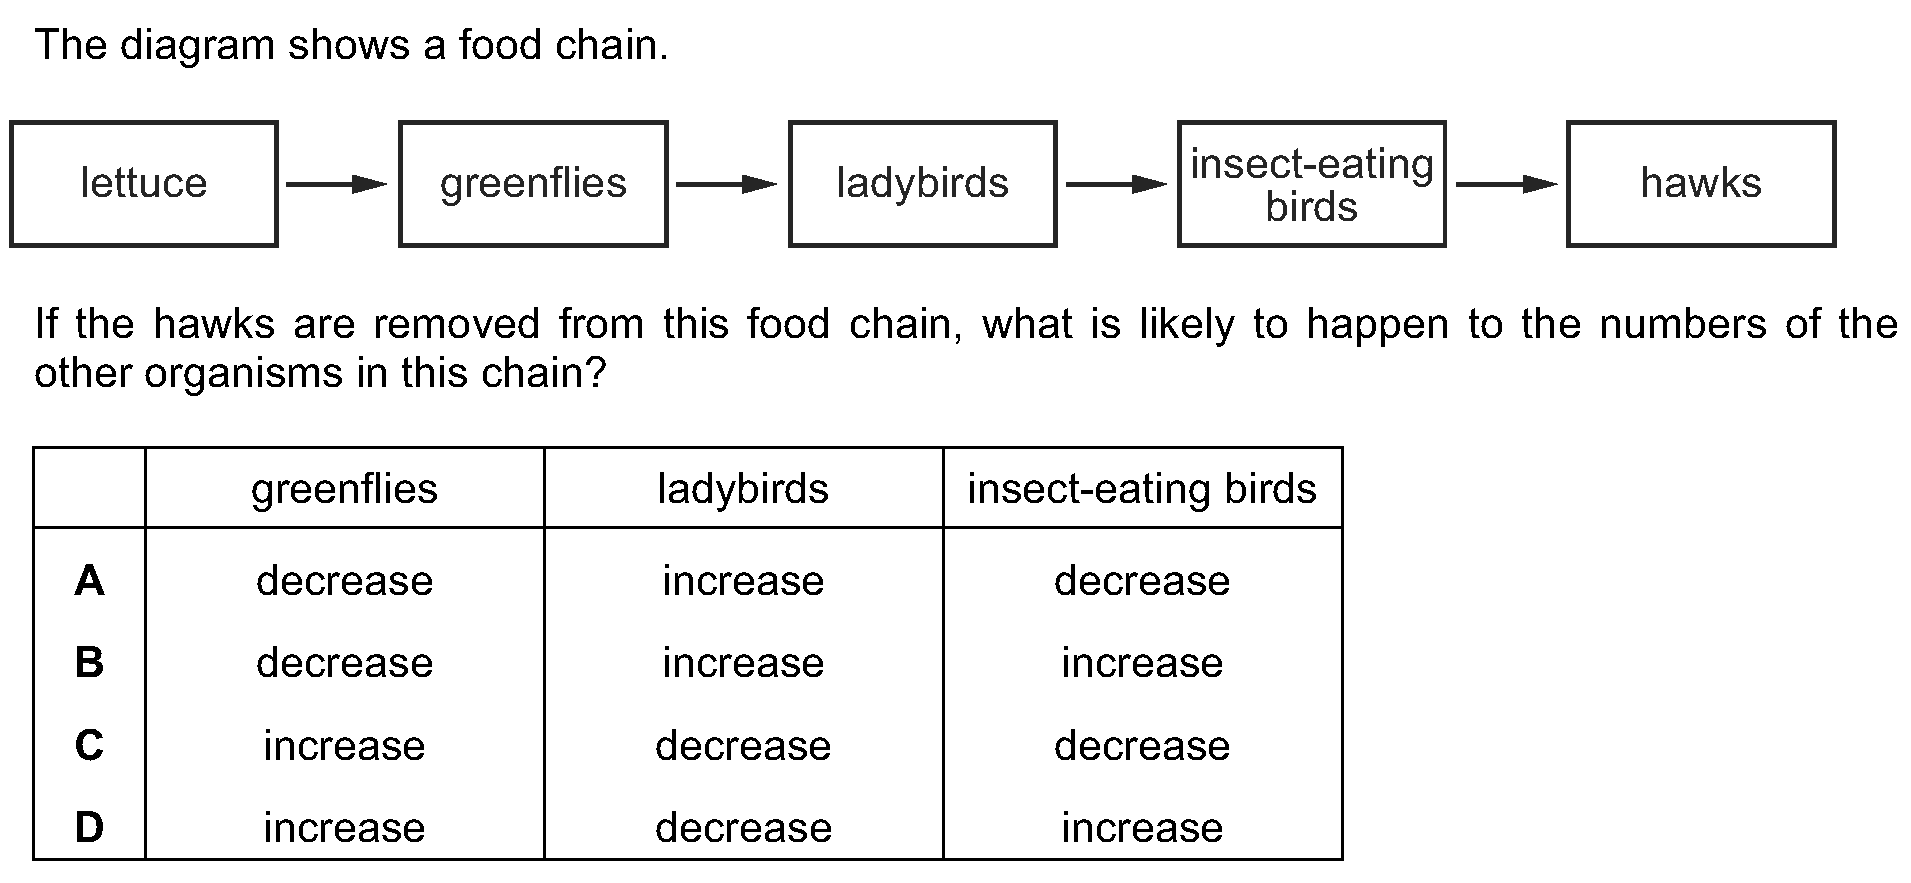 The diagram shows a food chain.
lettuce
greenflies
ladybirds
insect-eating
birds
hawks
If the hawks are removed from this food chain, what is likely to happen to the numbers of the
other organisms in this chain?
greenflies ladybirds insect-eating birds
A decrease increase decrease
B decrease increase increase
C increase decrease decrease
D increase decrease increase